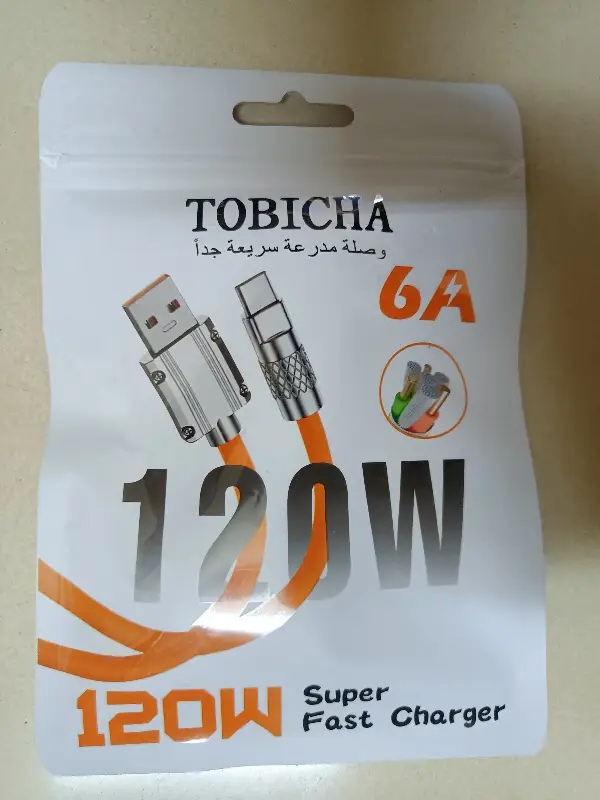 TOBICHA
وصلة مدرعة سريعة جداً
6A
120W
120W Super
Fast Charger